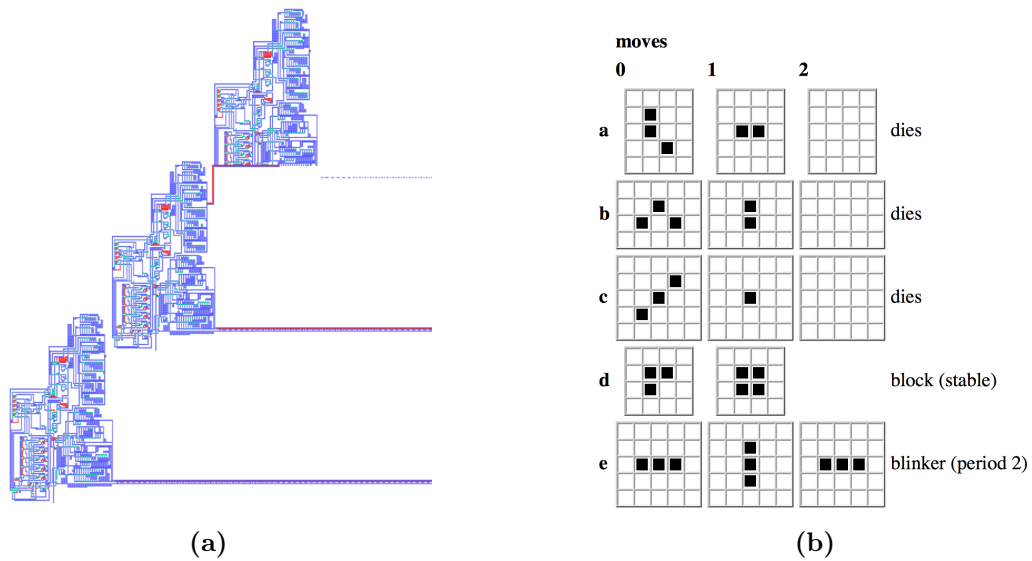 moves
0 1 2
a dies
b dies
c dies
d block (stable)
e blinker (period 2)
(a) (b)